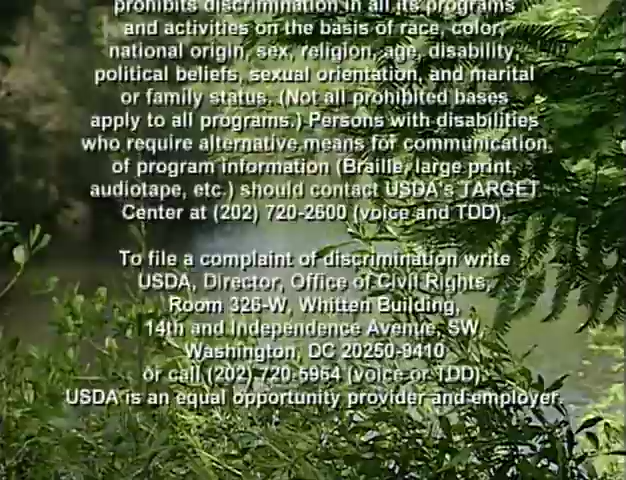 prohibits discrimination in all its programs
and activities on the basis of race, color,
national origin, sex, religion, age, disability,
political beliefs, sexual orientation, and marital
or family status. (Not all prohibited bases
apply to all programs.) Persons with disabilities
who require alternative means for communication
of program information (Braille, large print,
audiotape, etc.) should contact USDA's TARGET
Center at (202) 720-2600 (voice and TDD).
To file a complaint of discrimination write
USDA, Director, Office of Civil Rights,
Room 326-W, Whitten Building,
14th and Independence Avenue, SW
Washington, DC 20250-9410
or call (202) 720-5964 (voice or TDD).
USDA is an equal opportunity provider and employer.